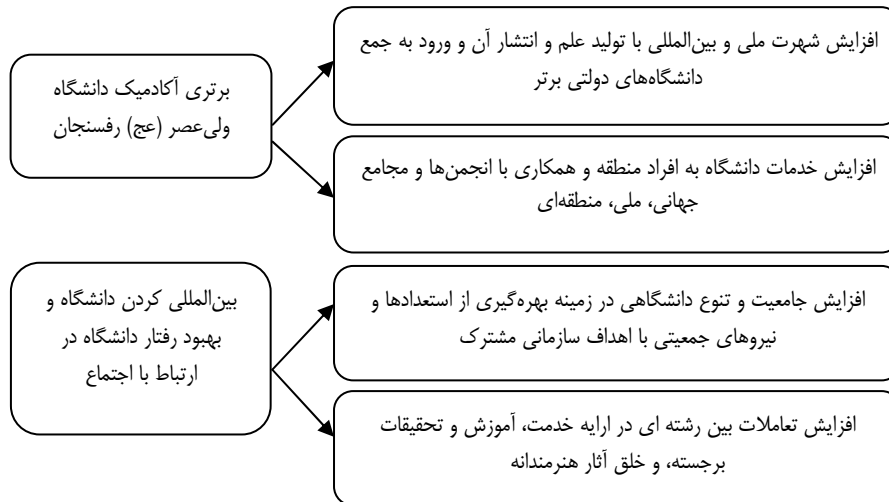 برتری آکادمیک دانشگاه
ولی‌عصر (عج) رفسنجان
افزایش شهرت ملی و بین‌المللی با تولید علم و انتشار آن و ورود به جمع
دانشگاه‌های دولتی برتر
افزایش خدمات دانشگاه به افراد منطقه و همکاری با انجمن‌ها و مجامع
جهانی، ملی، منطقه‌ای
بین‌المللی کردن دانشگاه و
بهبود رفتار دانشگاه در
ارتباط با اجتماع
افزایش جامعیت و تنوع دانشگاهی در زمینه بهره‌گیری از استعدادها و
نیروهای جمعیتی با اهداف سازمانی مشترک
افزایش تعاملات بین رشته ای در ارایه خدمت، آموزش و تحقیقات
برجسته، و خلق آثار هنرمندانه